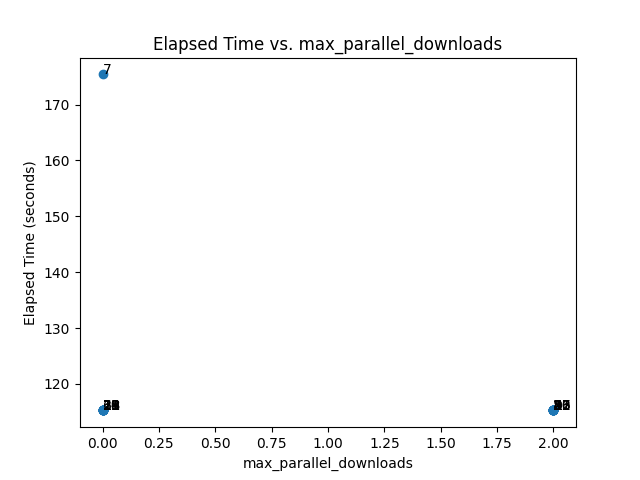 Elapsed Time vs. max_parallel_downloads
7
170
160
150
140
130
120
Elapsed Time (seconds)
0.00 0.25 0.50 0.75 1.00 1.25 1.50 1.75 2.00
max_parallel_downloads